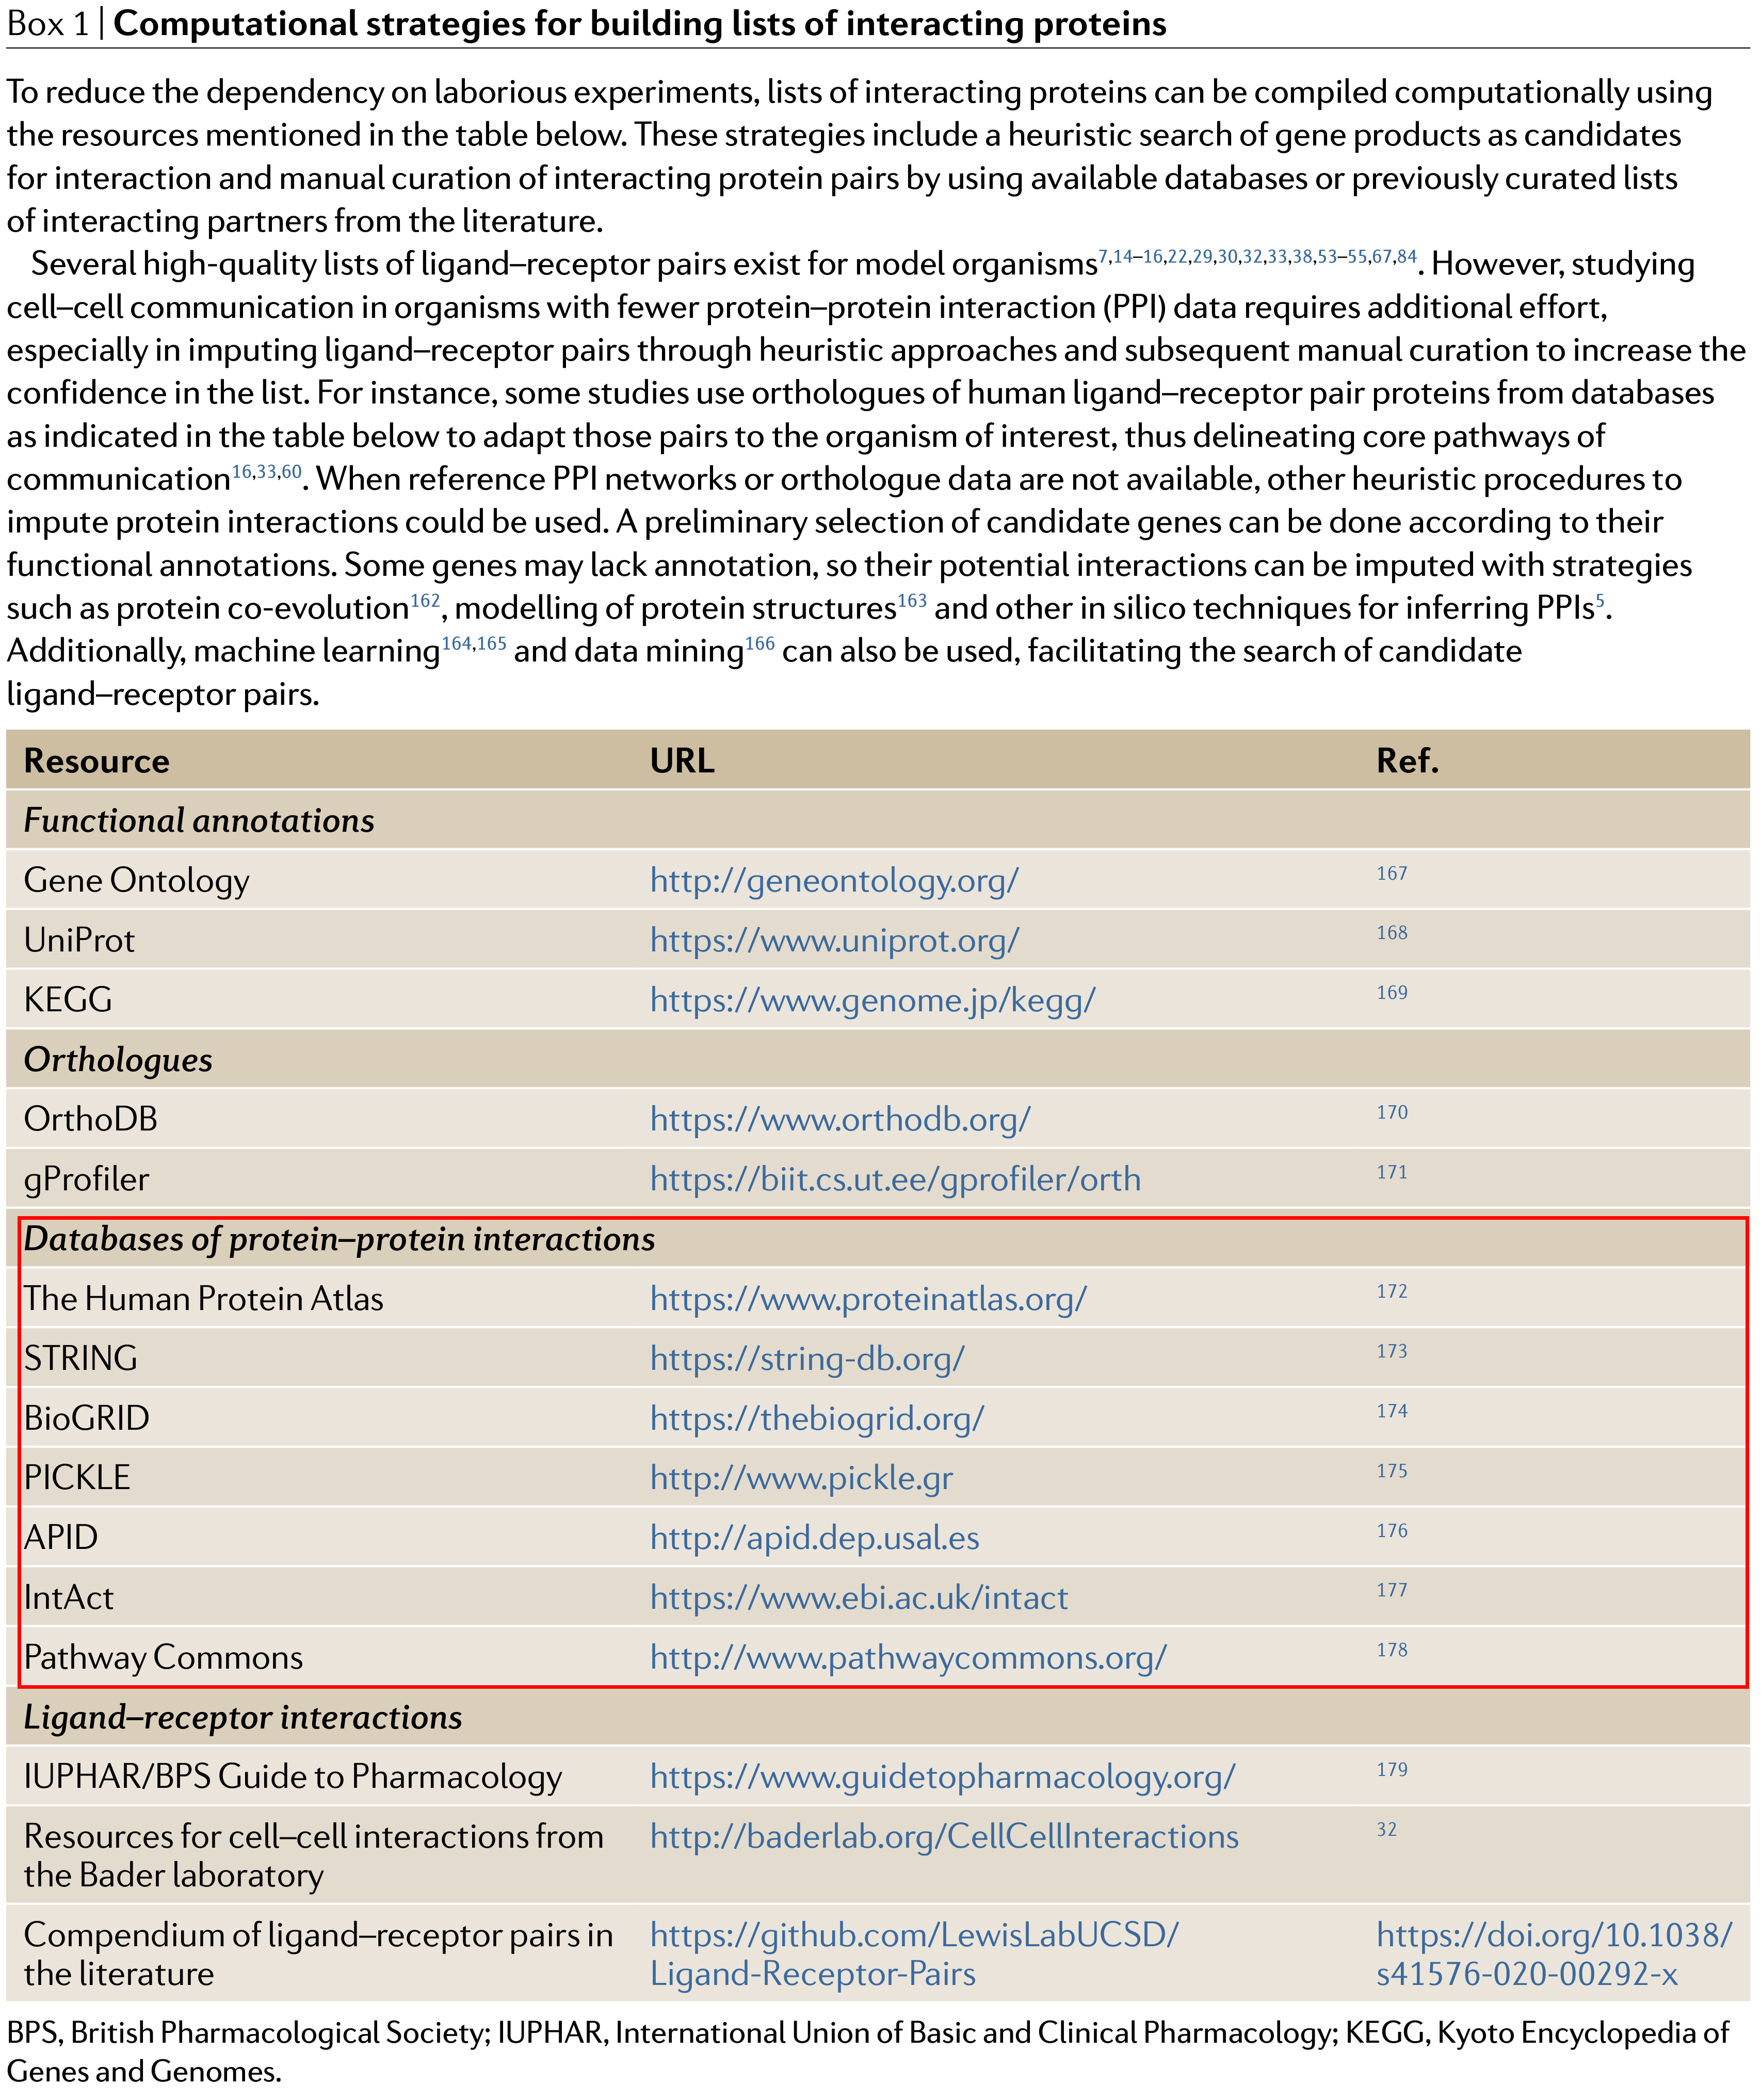 Box 1 | Computational strategies for building lists of interacting proteins
To reduce the dependency on laborious experiments, lists of interacting proteins can be compiled computationally using
the resources mentioned in the table below. These strategies include a heuristic search of gene products as candidates
for interaction and manual curation of interacting protein pairs by using available databases or previously curated lists
of interacting partners from the literature.
Several high-quality lists of ligand–receptor pairs exist for model organisms7,14–16,22,29,30,32,33,38,53–55,67,84. However, studying
cell–cell communication in organisms with fewer protein–protein interaction (PPI) data requires additional effort,
especially in imputing ligand–receptor pairs through heuristic approaches and subsequent manual curation to increase the
confidence in the list. For instance, some studies use orthologues of human ligand–receptor pair proteins from databases
as indicated in the table below to adapt those pairs to the organism of interest, thus delineating core pathways of
communication16,33,60. When reference PPI networks or orthologue data are not available, other heuristic procedures to
impute protein interactions could be used. A preliminary selection of candidate genes can be done according to their
functional annotations. Some genes may lack annotation, so their potential interactions can be imputed with strategies
such as protein co-evolution162, modelling of protein structures163 and other in silico techniques for inferring PPIs5.
Additionally, machine learning164,165 and data mining166 can also be used, facilitating the search of candidate
ligand–receptor pairs.
Resource URL Ref.
Functional annotations
Gene Ontology http://geneontology.org/ 167
UniProt https://www.uniprot.org/ 168
KEGG https://www.genome.jp/kegg/ 169
Orthologues
OrthoDB https://www.orthodb.org/ 170
gProfiler https://biit.cs.ut.ee/gprofiler/orth 171
Databases of protein–protein interactions
The Human Protein Atlas https://www.proteinatlas.org/ 172
STRING https://string-db.org/ 173
BioGRID https://thebiogrid.org/ 174
PICKLE http://www.pickle.gr 175
APID http://apid.dep.usal.es 176
IntAct https://www.ebi.ac.uk/intact 177
Pathway Commons http://www.pathwaycommons.org/ 178
Ligand–receptor interactions
IUPHAR/BPS Guide to Pharmacology https://www.guidetopharmacology.org/ 179
Resources for cell–cell interactions from http://baderlab.org/CellCellInteractions 32
the Bader laboratory
Compendium of ligand–receptor pairs in https://github.com/LewisLabUCSD/ https://doi.org/10.1038/
the literature Ligand-Receptor-Pairs s41576-020-00292-x
BPS, British Pharmacological Society; IUPHAR, International Union of Basic and Clinical Pharmacology; KEGG, Kyoto Encyclopedia of
Genes and Genomes.